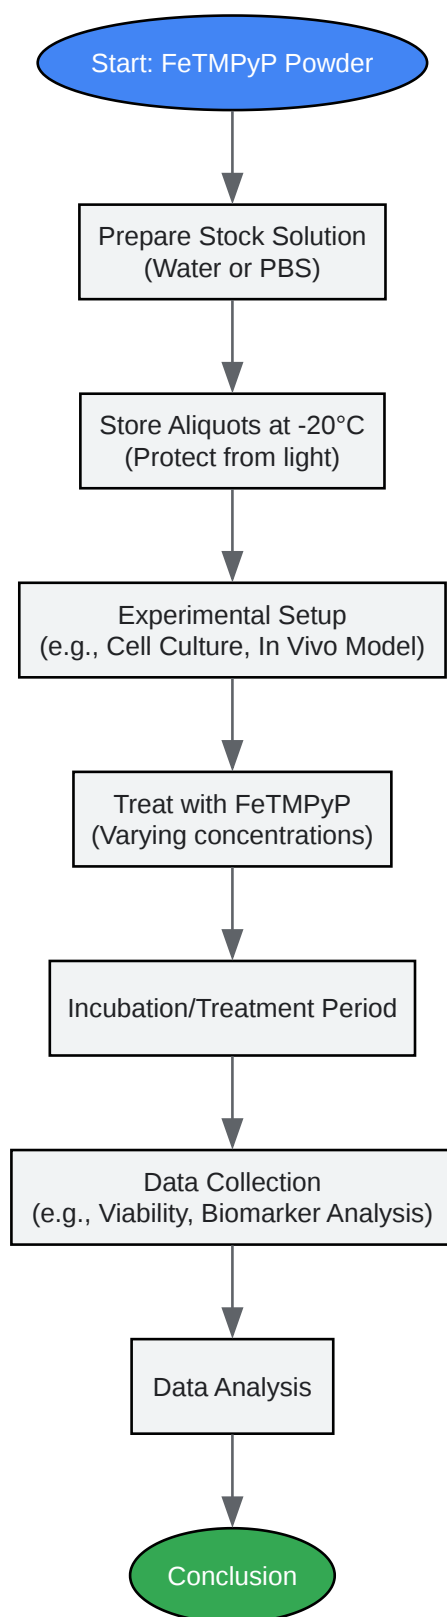 Start: FeTMPyP Powder
Prepare Stock Solution
(Water or PBS)
Store Aliquots at -20°C
(Protect from light)
Experimental Setup
(e.g., Cell Culture, In Vivo Model)
Treat with FeTMPyP
(Varying concentrations)
Incubation/Treatment Period
Data Collection
(e.g., Viability, Biomarker Analysis)
Data Analysis
Conclusion